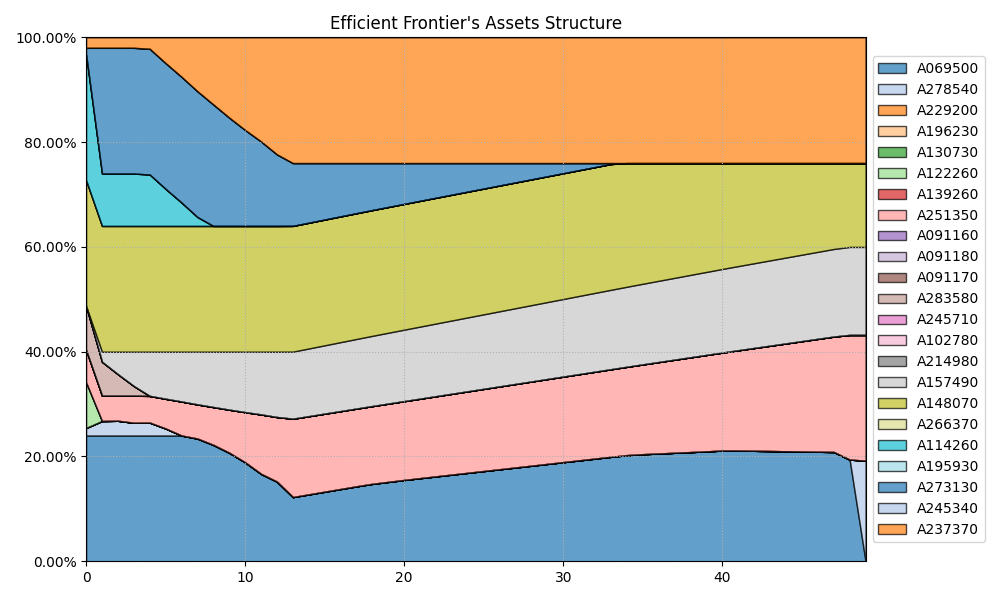 Efficient Frontier's Assets Structure
100.00%
80.00%
60.00%
40.00%
20.00%
0.00%
0
10
20
30
40
A069500
A278540
A229200
A196230
A130730
A122260
A139260
A251350
A091160
A091180
A091170
A283580
A245710
A102780
A214980
A157490
A148070
A266370
A114260
A195930
A273130
A245340
A237370